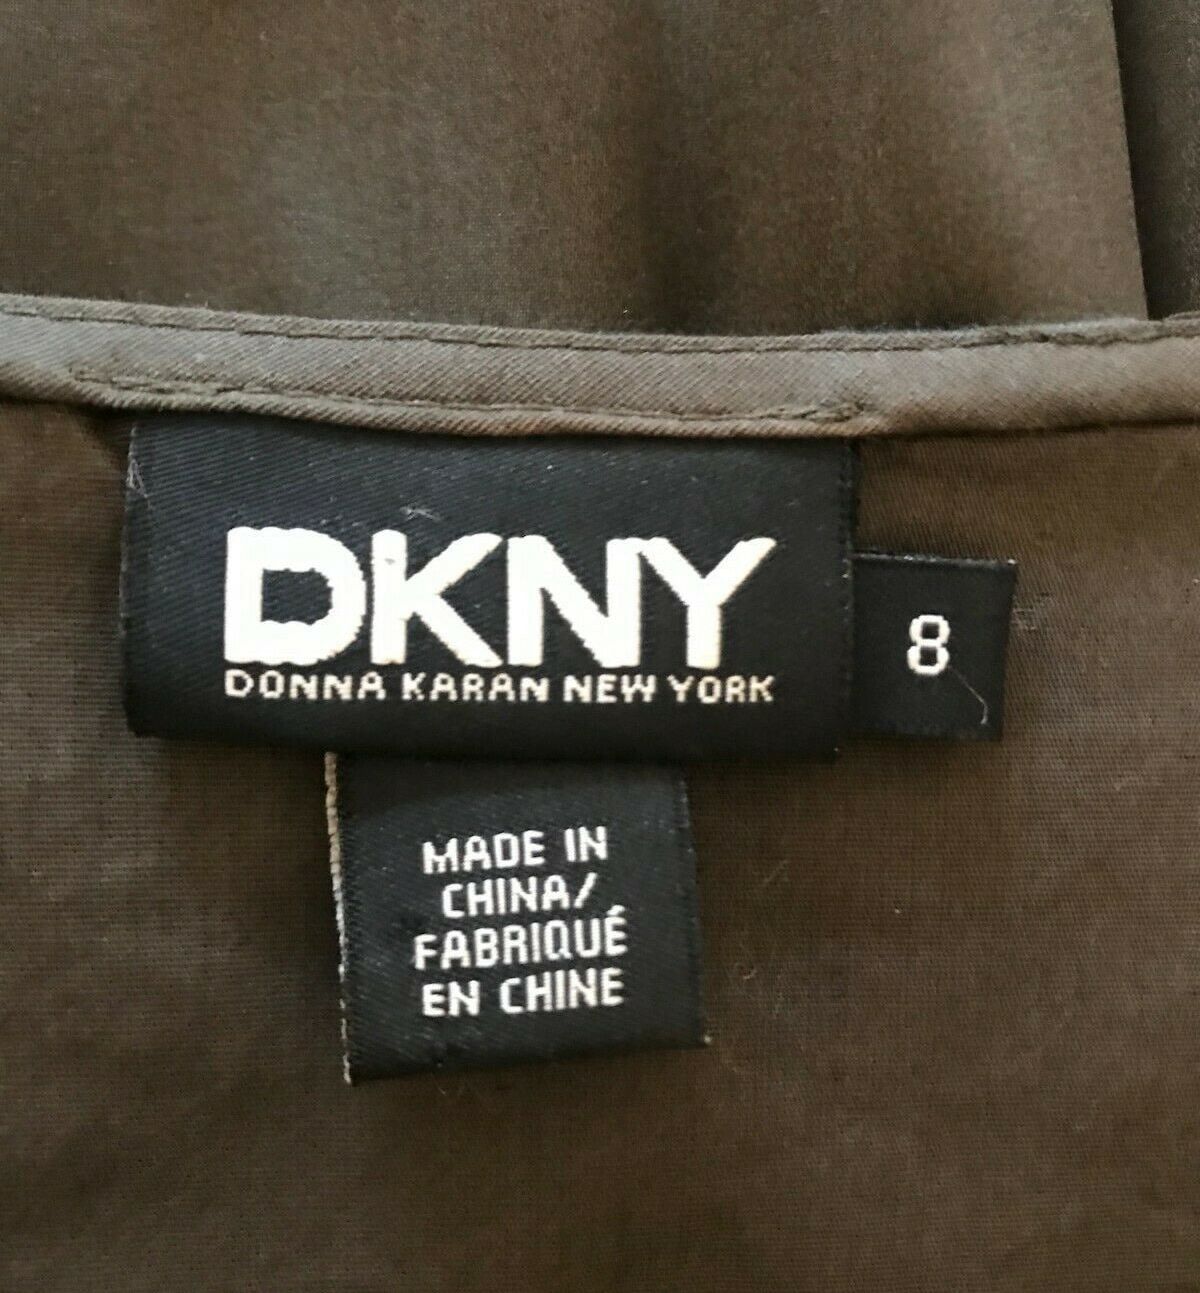 DKNY
DONNA KARAN NEW YORK
8
MADE IN
CHINA/
FABRIQUÉ
EN CHINE